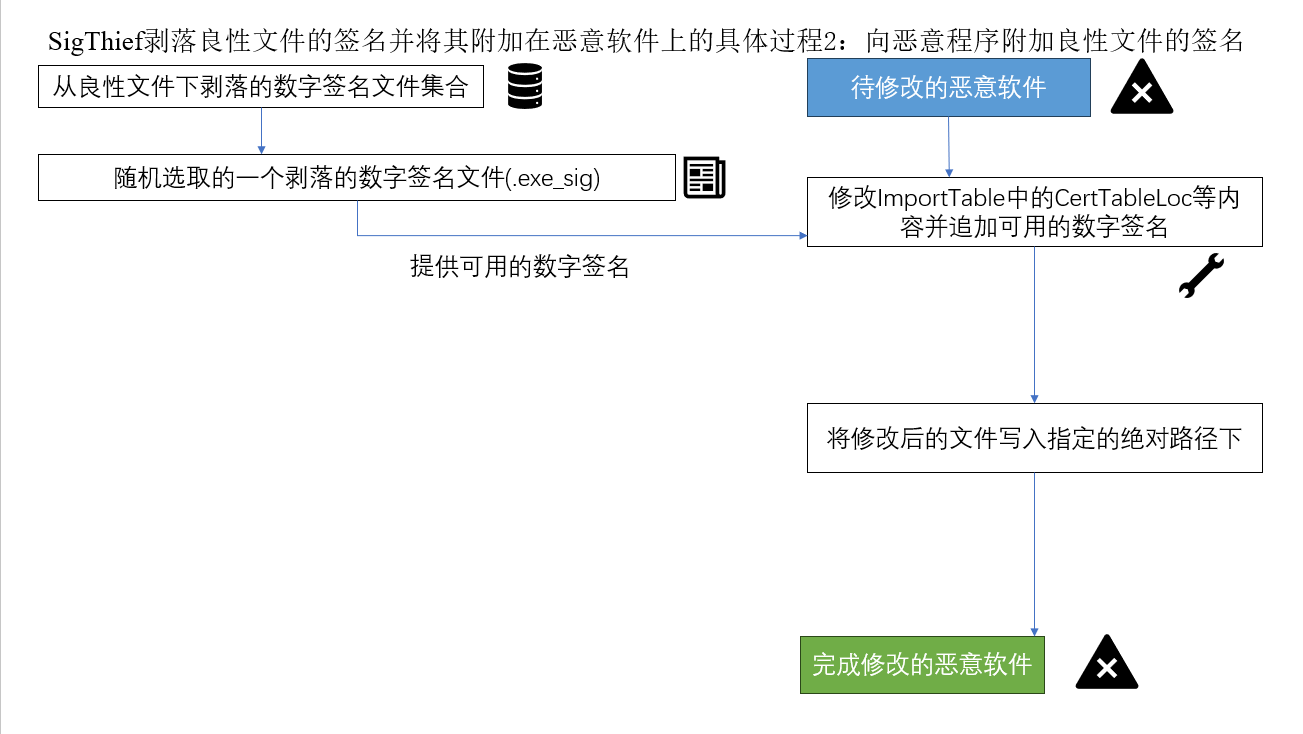 SigThief剥落良性文件的签名并将其附加在恶意软件上的具体过程2：向恶意程序附加良性文件的签名
从良性文件下剥落的数字签名文件集合
待修改的恶意软件
随机选取的一个剥落的数字签名文件(.exe_sig)
修改ImportTable中的CertTableLoc等内
容并追加可用的数字签名
提供可用的数字签名
将修改后的文件写入指定的绝对路径下
完成修改的恶意软件